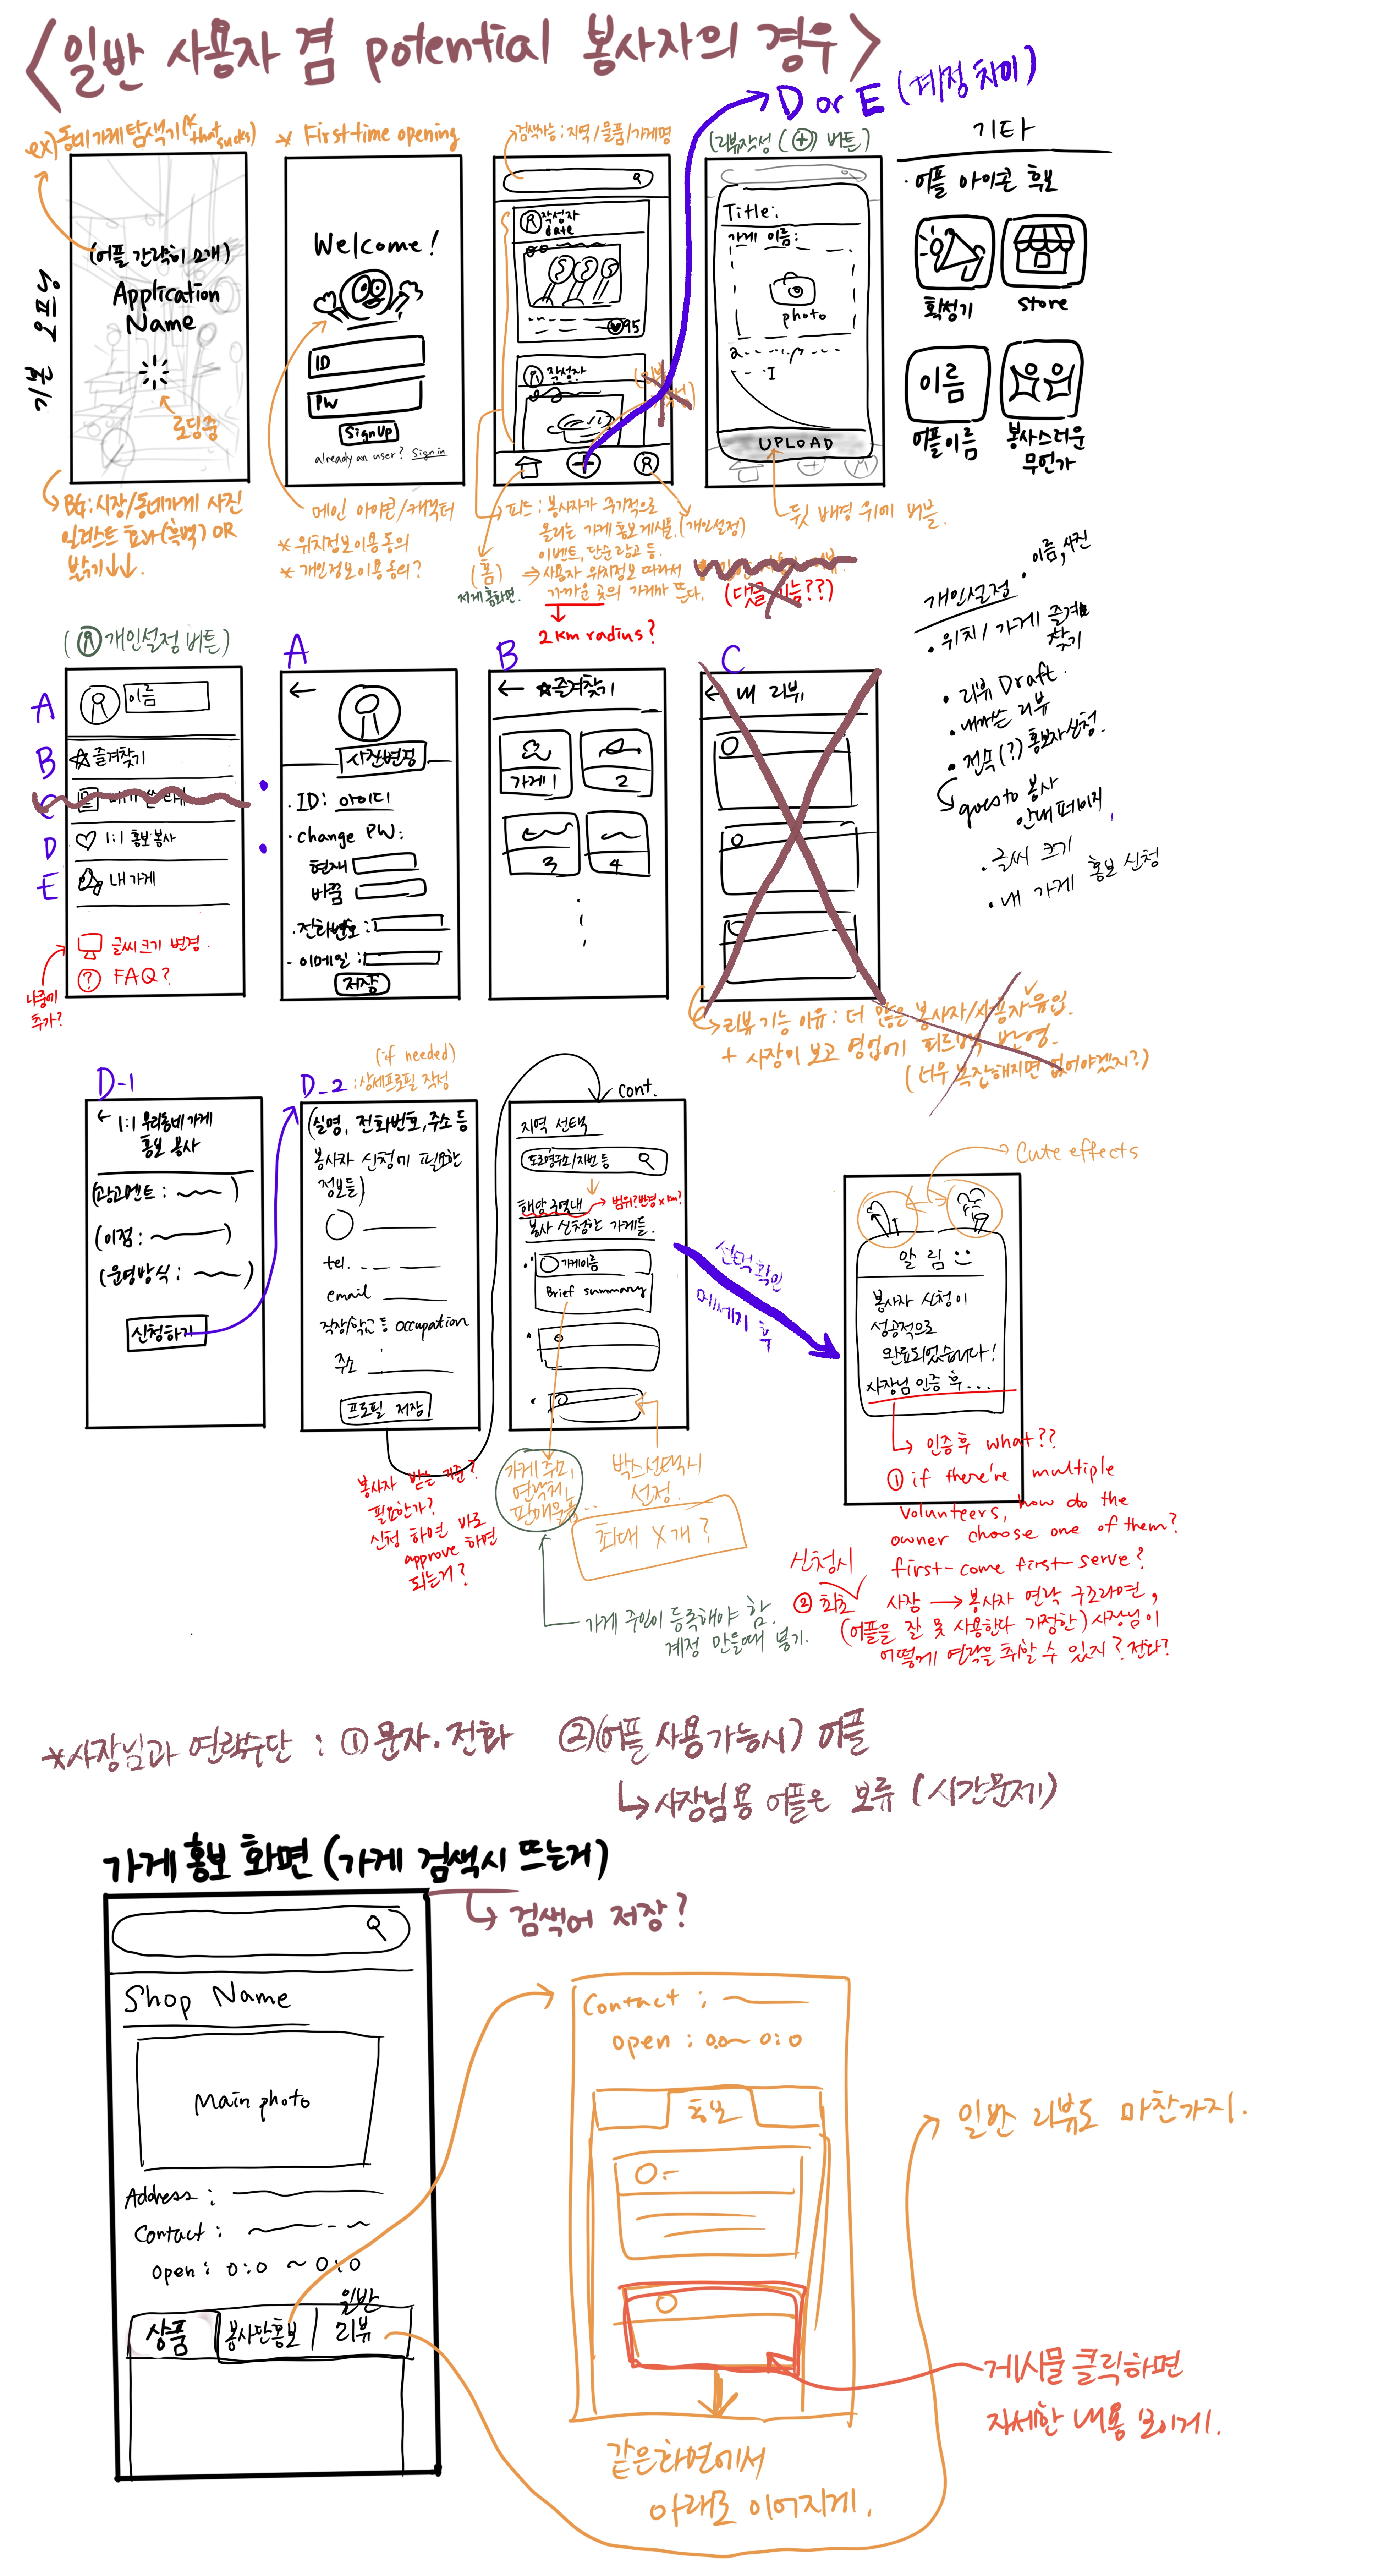 <일반 사용자 겸 potential 봉사자의 경우>
D or E (계정 차이)
ex) 동네가게탐색기 (*that sucks)
* First-time opening
검색가능 : 지역/물품/가게명
(리뷰작성 (+) 버튼)
기타
기본 오프닝
(어플 간략히 소개)
Application
Name
로딩중
BG : 시장/동네가게 사진
일러스트 효과 (흑백) OR
밝기↓↓.
Welcome!
ID
PW
Sign Up
already an user? Sign in
메인 아이콘/캐릭터
* 위치정보이용동의
* 개인정보이용동의?
작성자
date
95
작성자
(홈)
피드 : 봉사자가 주기적으로
올리는 가게 홍보게시물.
이벤트, 단순광고 등.
⇒ 사용자 위치정보 따라서
가까운 곳의 가게가 뜬다.
2km radius?
(개인설정)
(댓글기능??)
Title:
가게 이름:
photo
UPLOAD
뒷 배경 위에 버블.
· 어플 아이콘 후보
확성기
store
이름
어플이름
봉사스러운
무언가
개인설정
· 이름, 사진
· 위치/가게 즐겨찾기
· 리뷰 Draft.
· 내가쓴 리뷰
· 전속(?) 홍보자신청.
goes to 봉사
안내페이지
· 글씨 크기
· 내 가게 홍보 신청
(개인설정 버튼)
A
이름
B
☆즐겨찾기
C
D
♡ 1:1 홍보봉사
E
내가게
글씨크기 변경.
? FAQ?
나중에
추가?
A
←
사진변경
· ID: 아이디
· change PW:
현재
바꿈
· 전화번호 :
· 이메일 :
저장
B
← ☆즐겨찾기
가게1
2
3
4
C
← 내 리뷰
리뷰기능 이유 : 더 많은 봉사자/사용자 유입.
+ 사장이 보고 영업에 피드백 반영.
(너무 복잡해지면 없어야겠지?)
D-1
← 1:1 우리동네가게
홍보 봉사
(광고멘트 : )
(이점 : )
(운영방식 : )
신청하기
(if needed)
D-2 : 상세프로필 작성
(실명, 전화번호, 주소 등
봉사자 신청에 필요한
정보들)
tel.
email
직장/학교 등 occupation
주소
프로필 저장
봉사자 받는 기준?
필요한가?
신청 하면 바로
approve 하면
되는거?
cont.
지역 선택
도로명주소/지번 등
해당 구역내 → 범위?반경 x km?
봉사 신청한 가게들.
가게이름
Brief summary
가게 주소,
연락처,
판매물품..
박스선택시
선정.
최대 X개?
가게 주인이 등록해야 함.
계정 만들때 뜨기.
선택확인
메세지 후
Cute effects
알림
봉사자 신청이
성공적으로
완료되었습니다!
사장님 인증 후...
인증후 what??
① if there're multiple
volunteers, how do the
owner choose one of them?
first-come first-serve?
신청시
② 최초 사장 → 봉사자 연락 구조라면,
(어플을 잘 못 사용한다 가정한) 사장님이
어떻게 연락을 취할 수 있지? 전화?
*사장님과 연락수단 : ① 문자.전화 ② (어플 사용가능시) 어플
사장님용 어플은 보류 (시간문제)
가게 홍보 화면 (가게 검색시 뜨는거)
검색어 저장?
Shop Name
Main photo
Address :
Contact :
open : 0:0 ~ 0:0
상품
봉사단홍보
일반
리뷰
Contact :
open : 0:0 ~ 0:0
홍보
일반 리뷰도 마찬가지.
게시물 클릭하면
자세한 내용 보이게.
같은화면에서
아래로 이어지게.